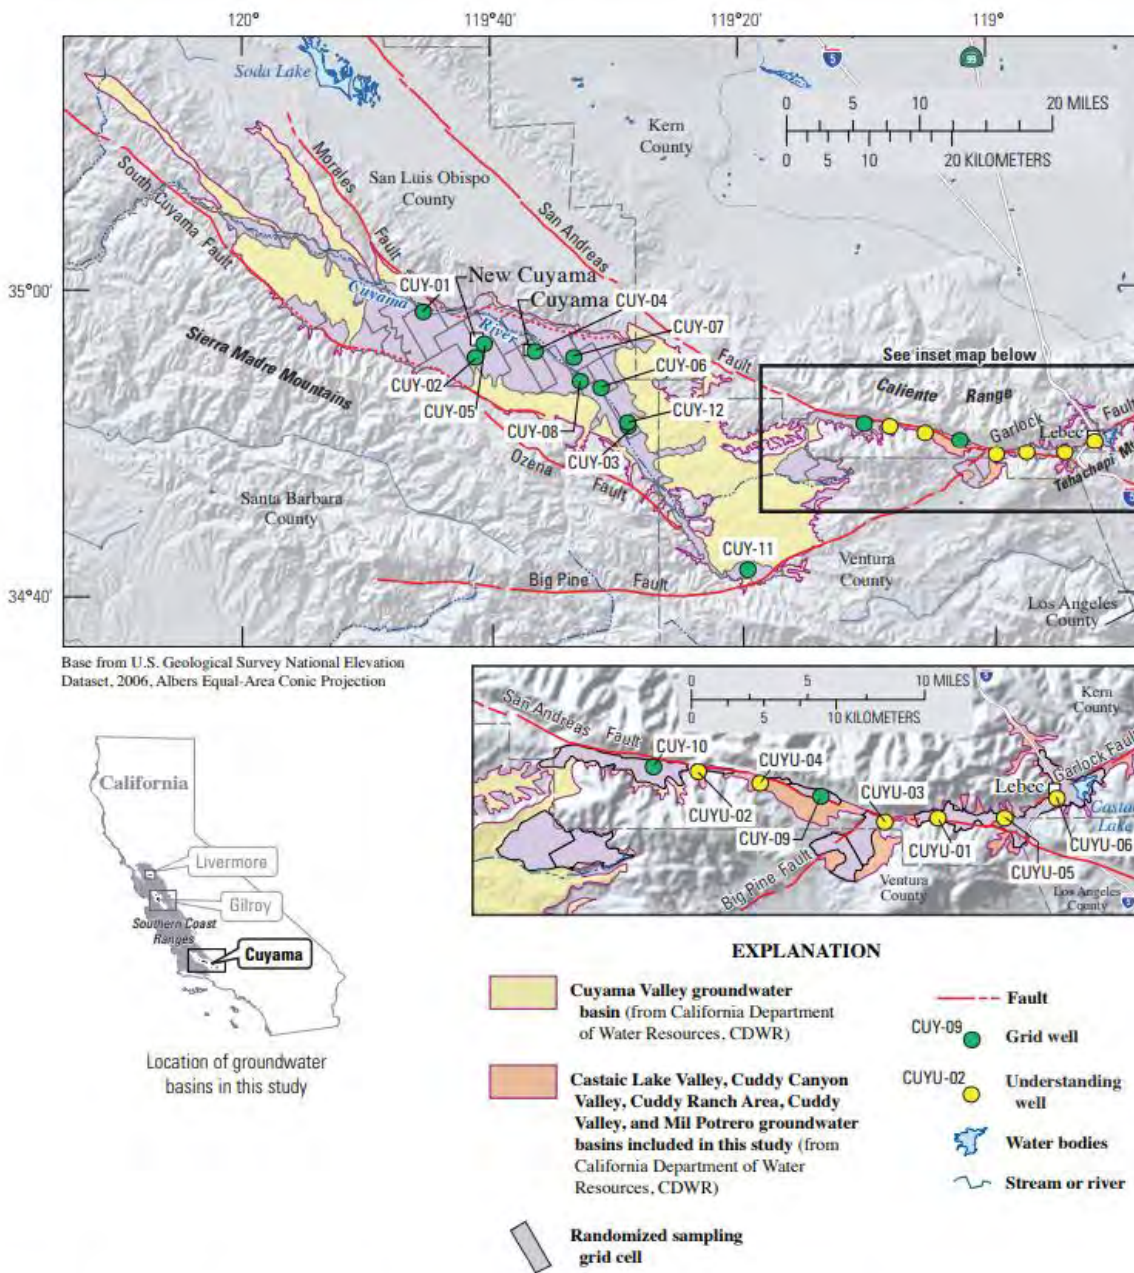 120°
119°40'
119°20'
119°
Soda Lake
5
99
0 5 10 20 MILES
0 5 10 20 KILOMETERS
Kern
County
Morales
Fault
San Luis Obispo
County
San Andreas
Fault
South Cuyama Fault
35°00'
CUY-01
New Cuyama
Cuyama
Cuyama
River
CUY-04
CUY-07
CUY-06
CUY-02
CUY-05
CUY-08
CUY-12
CUY-03
Sierra Madre Mountains
See inset map below
Caliente Range
Garlock
Fault
Lebec
Tehachapi Mt
5
Ozena
Fault
Santa Barbara
County
CUY-11
Ventura
County
Big Pine Fault
34°40'
Los Angeles
County
Base from U.S. Geological Survey National Elevation
Dataset, 2006, Albers Equal-Area Conic Projection
0 5 10 MILES
0 5 10 KILOMETERS
5
Kern
County
San Andreas
Fault
CUY-10
CUYU-04
CUYU-03
Garlock Fault
Lebec
CUYU-02
CUY-09
CUYU-01
CUYU-05
CUYU-06
Castac
Lake
Big Pine Fault
Ventura
County
Los Angeles
County
5
California
Livermore
Gilroy
Southern Coast
Ranges
Cuyama
Location of groundwater
basins in this study
EXPLANATION
Cuyama Valley groundwater
basin (from California Department
of Water Resources, CDWR)
Castaic Lake Valley, Cuddy Canyon
Valley, Cuddy Ranch Area, Cuddy
Valley, and Mil Potrero groundwater
basins included in this study (from
California Department of Water
Resources, CDWR)
Randomized sampling
grid cell
Fault
CUY-09
Grid well
CUYU-02
Understanding
well
Water bodies
Stream or river